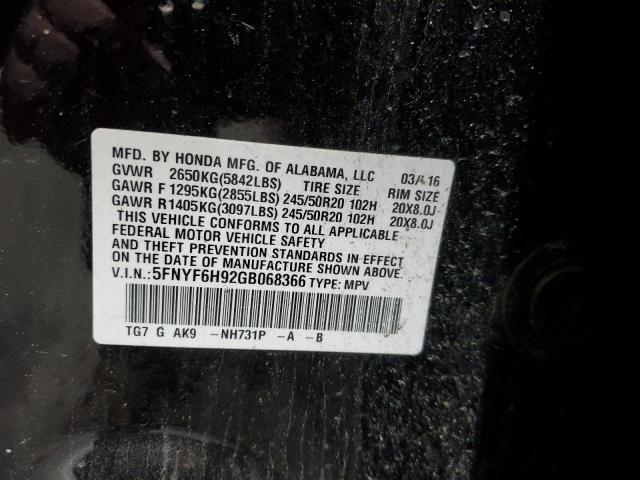 MFD. BY HONDA MFG. OF ALABAMA, LLC 03/16
GVWR 2650KG(5842LBS) TIRE SIZE RIM SIZE
GAWR F 1295KG(2855LBS) 245/50R20 102H 20X8.0J
GAWR R 1405KG(3097LBS) 245/50R20 102H 20X8.0J
THIS VEHICLE CONFORMS TO ALL APPLICABLE
FEDERAL MOTOR VEHICLE SAFETY
AND THEFT PREVENTION STANDARDS IN EFFECT
ON THE DATE OF MANUFACTURE SHOWN ABOVE.
V.I.N.:5FNYF6H92GB068366 TYPE: MPV
TG7 G AK9 -NH731P -A -B